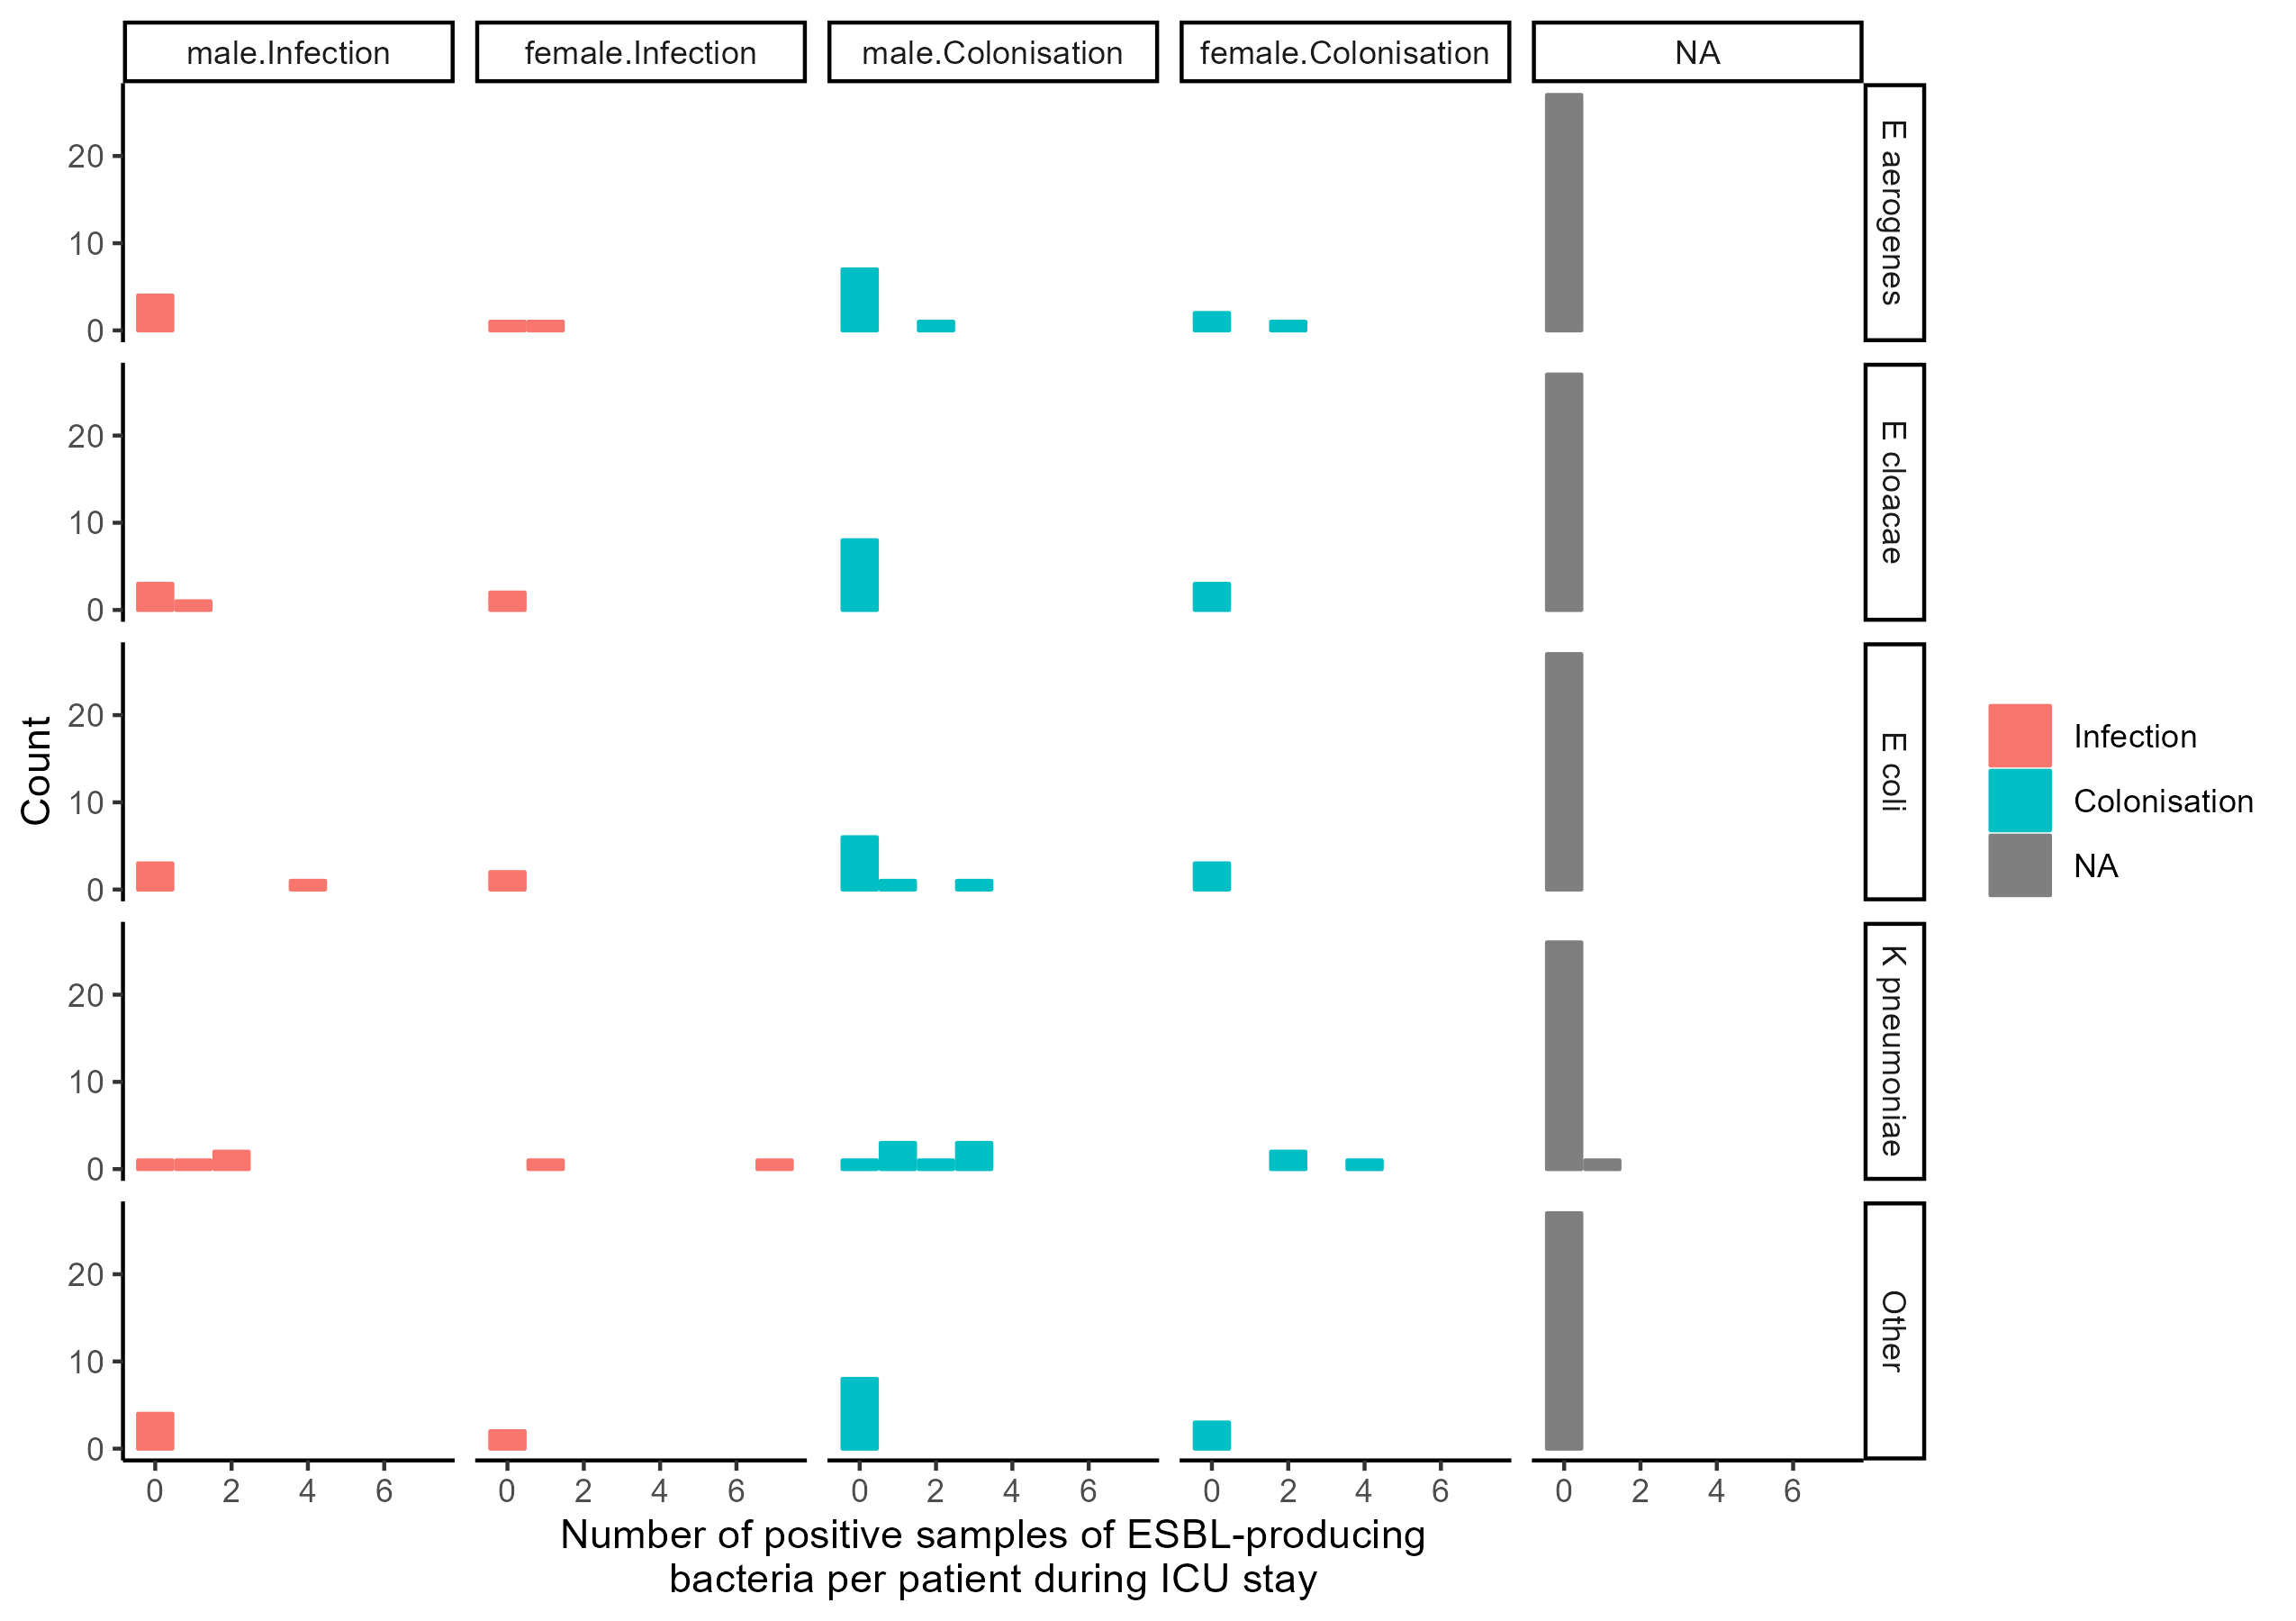 male.Infection
female.Infection
male.Colonisation
female.Colonisation
NA
20
10
0
E aerogenes
20
10
0
E cloacae
20
10
0
E coli
20
10
0
K pneumoniae
20
10
0
Other
Count
0 2 4 6
0 2 4 6
0 2 4 6
0 2 4 6
0 2 4 6
Number of positive samples of ESBL-producing
bacteria per patient during ICU stay
Infection
Colonisation
NA